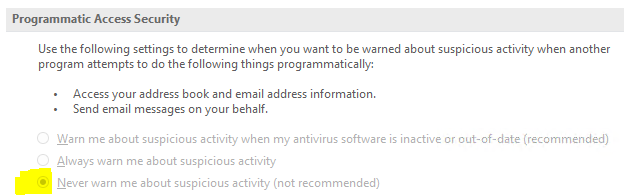 Programmatic Access Security
Use the following settings to determine when you want to be warned about suspicious activity when another
program attempts to do the following things programmatically:
• Access your address book and email address information.
• Send email messages on your behalf.
Warn me about suspicious activity when my antivirus software is inactive or out-of-date (recommended)
Always warn me about suspicious activity
Never warn me about suspicious activity (not recommended)